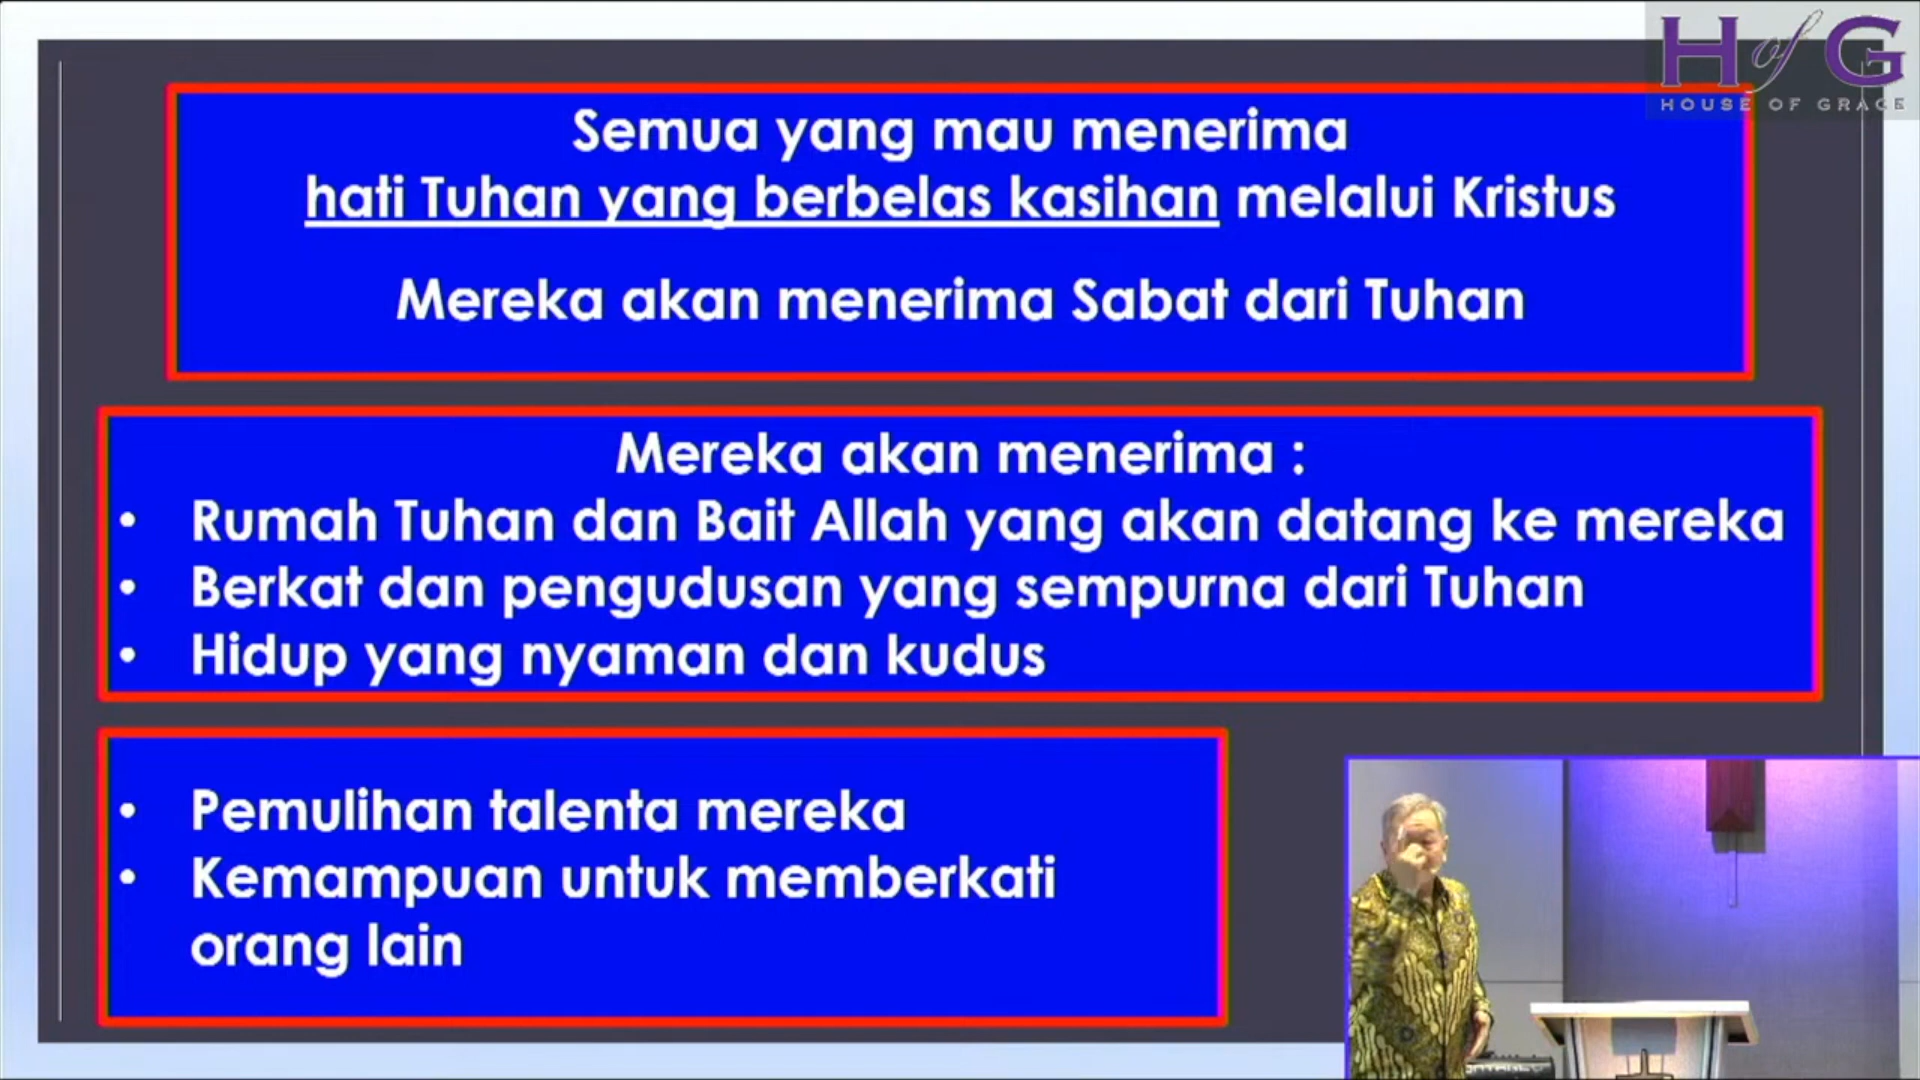 H of G
HOUSE OF GRACE
Semua yang mau menerima
hati Tuhan yang berbelas kasihan melalui Kristus
Mereka akan menerima Sabat dari Tuhan
Mereka akan menerima :
• Rumah Tuhan dan Bait Allah yang akan datang ke mereka
• Berkat dan pengudusan yang sempurna dari Tuhan
• Hidup yang nyaman dan kudus
• Pemulihan talenta mereka
• Kemampuan untuk memberkati
orang lain